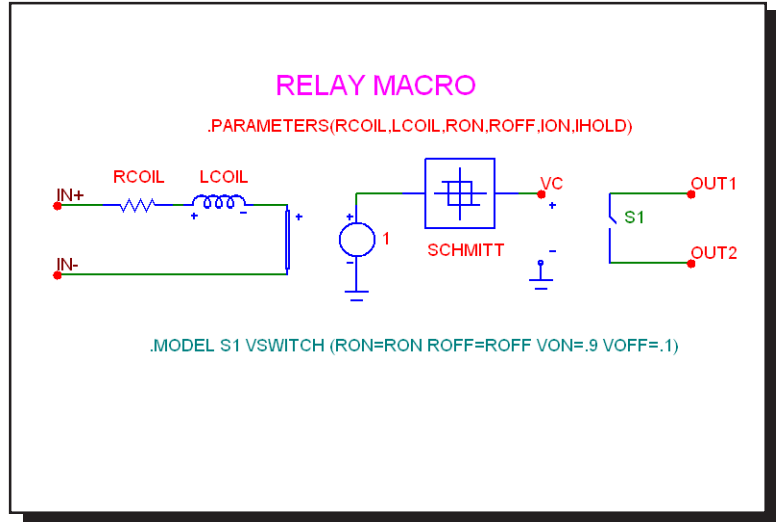 RELAY MACRO
.PARAMETERS(RCOIL,LCOIL,RON,ROFF,ION,IHOLD)
IN+
RCOIL
LCOIL
+
-
+
+
1
-
SCHMITT
VC
+
-
OUT1
S1
OUT2
IN-
.MODEL S1 VSWITCH (RON=RON ROFF=ROFF VON=.9 VOFF=.1)